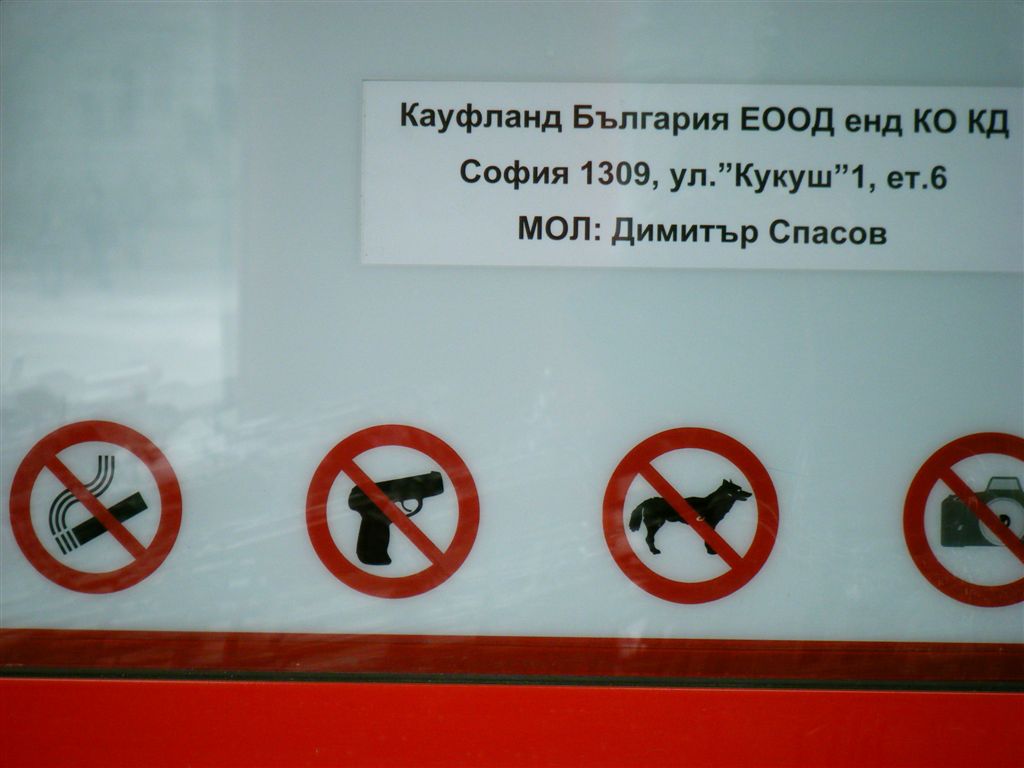 Кауфланд България ЕООД енд КО КД
София 1309, ул.”Кукуш”1, ет.6
МОЛ: Димитър Спасов